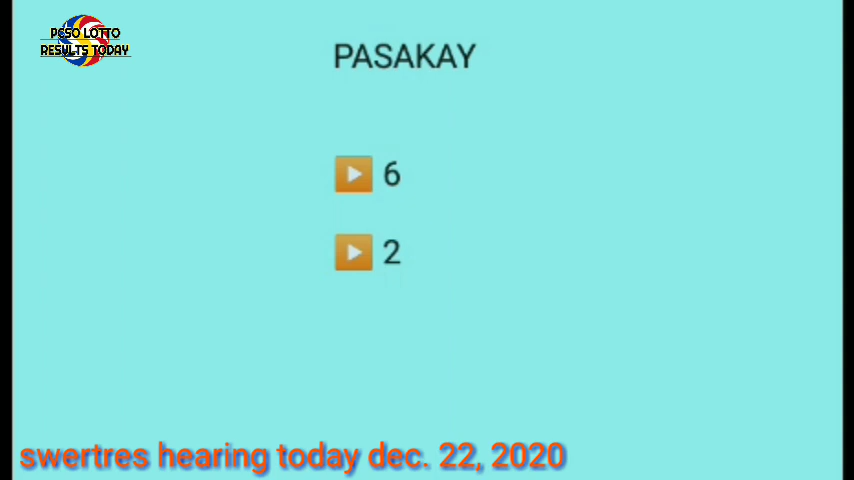 PCSO LOTTO
RESULTS TODAY
PASAKAY
▶ 6
▶ 2
swertres hearing today dec. 22, 2020